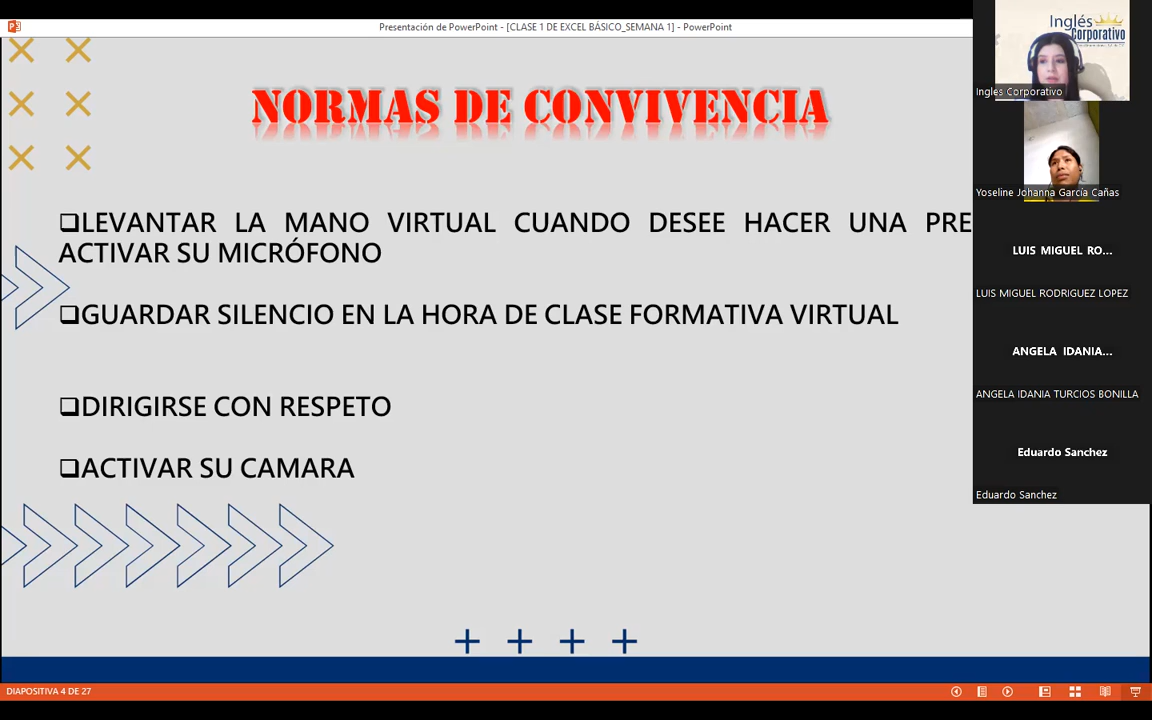 Presentación de PowerPoint - [CLASE 1 DE EXCEL BÁSICO_SEMANA 1] - PowerPoint
NORMAS DE CONVIVENCIA
❑LEVANTAR LA MANO VIRTUAL CUANDO DESEE HACER UNA PRE
ACTIVAR SU MICRÓFONO
❑GUARDAR SILENCIO EN LA HORA DE CLASE FORMATIVA VIRTUAL
❑DIRIGIRSE CON RESPETO
❑ACTIVAR SU CAMARA
DIAPOSITIVA 4 DE 27
Inglés
Corporativo
Ingles Corporativo
Yoseline Johanna García Cañas
LUIS MIGUEL RO...
LUIS MIGUEL RODRIGUEZ LOPEZ
ANGELA IDANIA...
ANGELA IDANIA TURCIOS BONILLA
Eduardo Sanchez
Eduardo Sanchez